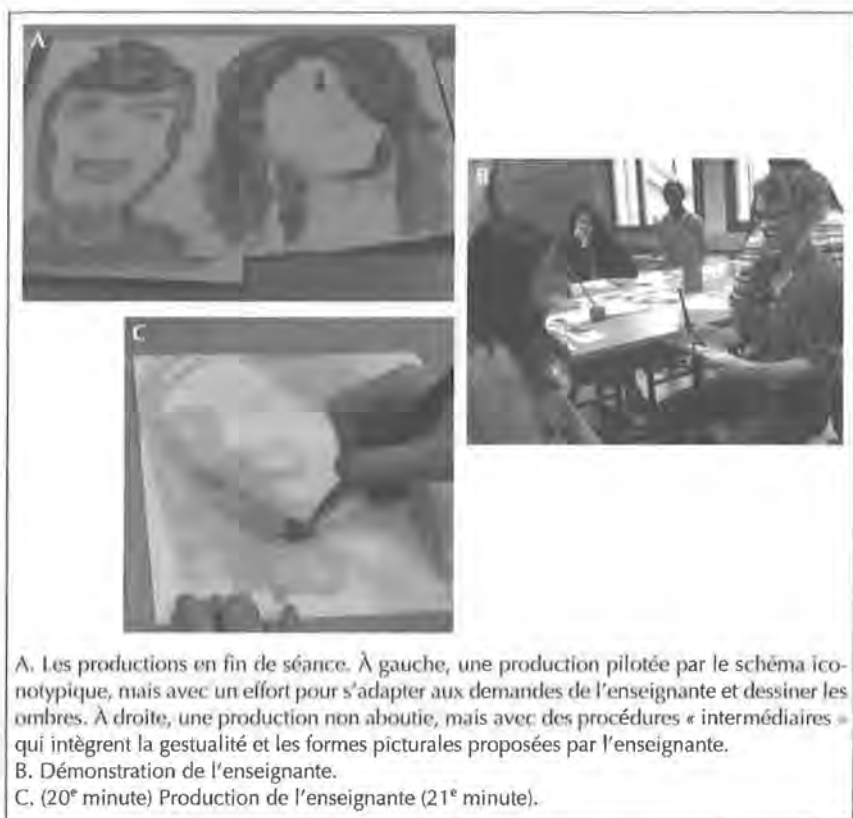 A
B
C
A. Les productions en fin de séance. À gauche, une production pilotée par le schéma ico-
notypique, mais avec un effort pour s'adapter aux demandes de l'enseignante et dessiner les
ombres. À droite, une production non aboutie, mais avec des procédures « intermédiaires »
qui intègrent la gestualité et les formes picturales proposées par l'enseignante.
B. Démonstration de l'enseignante.
C. (20e minute) Production de l'enseignante (21e minute).